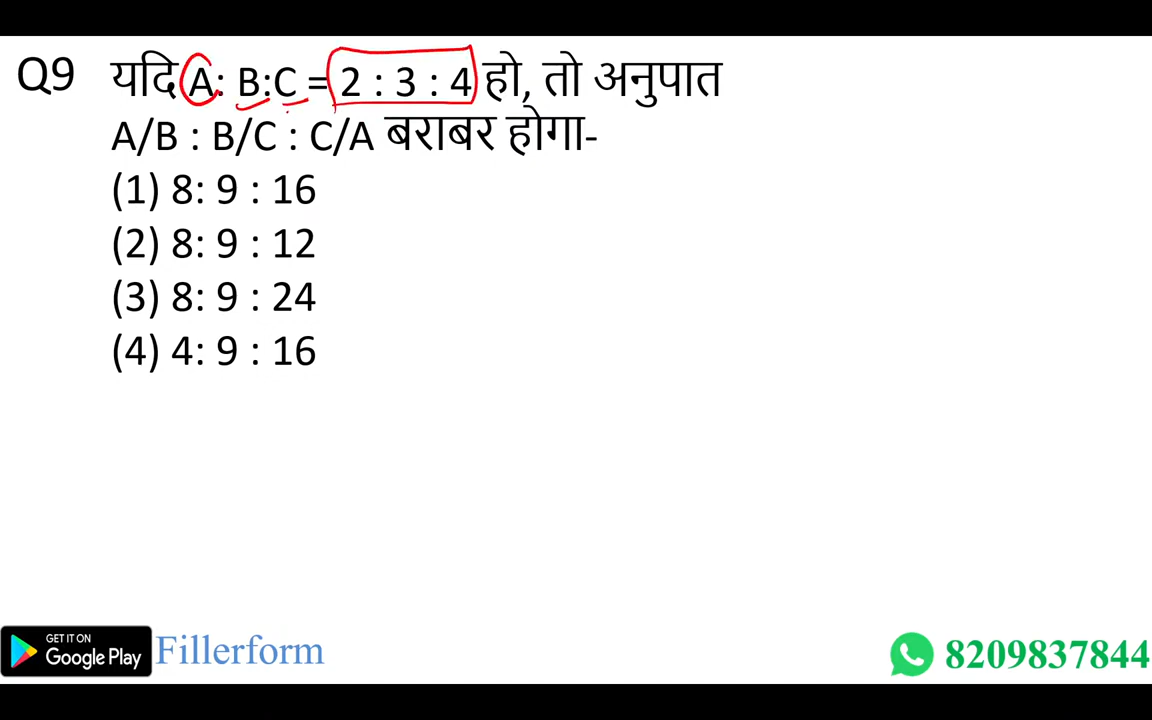 Q9 यदि A: B:C = 2 : 3 : 4 हो, तो अनुपात
A/B : B/C : C/A बराबर होगा-
(1) 8: 9 : 16
(2) 8: 9 : 12
(3) 8: 9 : 24
(4) 4: 9 : 16
GET IT ON
Google Play
Fillerform
8209837844